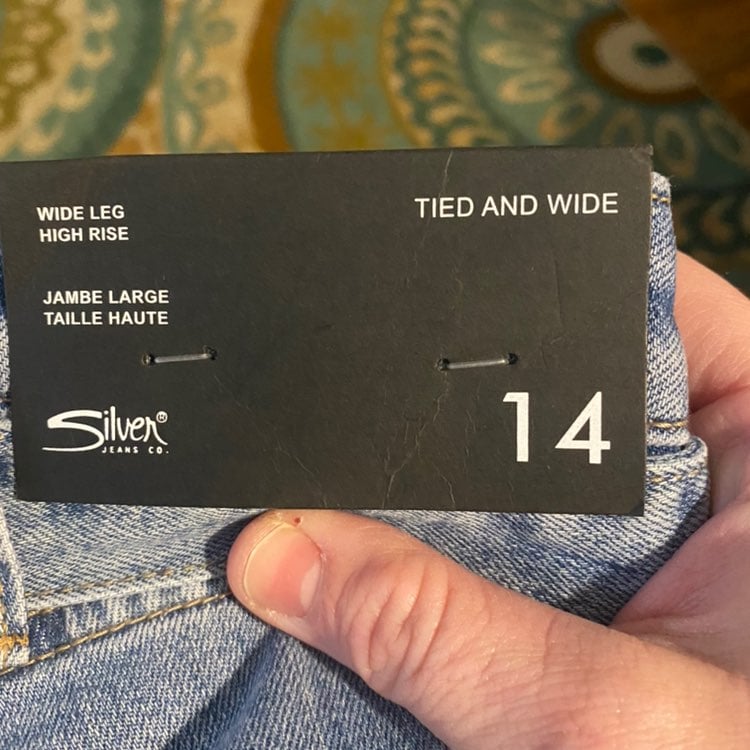 WIDE LEG
HIGH RISE
TIED AND WIDE
JAMBE LARGE
TAILLE HAUTE
Silver®
JEANS CO.
14